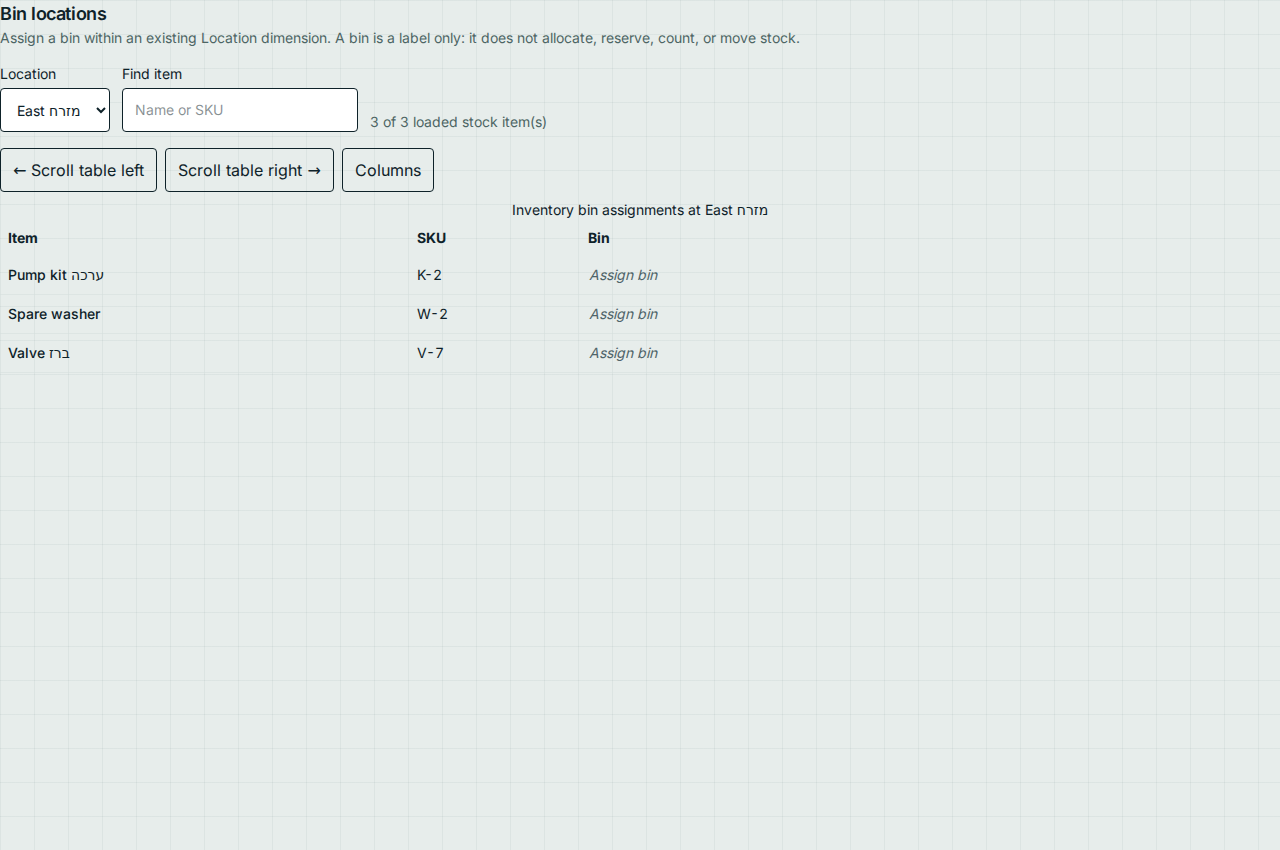 Bin locations
Assign a bin within an existing Location dimension. A bin is a label only: it does not allocate, reserve, count, or move stock.
Location Find item
East מזרח Name or SKU 3 of 3 loaded stock item(s)
← Scroll table left Scroll table right → Columns
Inventory bin assignments at East מזרח
Item SKU Bin
Pump kit ערכה K-2 Assign bin
Spare washer W-2 Assign bin
Valve ברז V-7 Assign bin